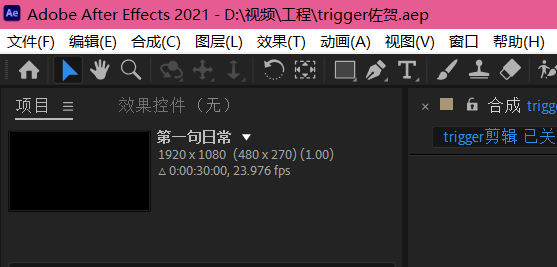 Adobe After Effects 2021 - D:\视频\工程\trigger佐贺.aep
文件(F) 编辑(E) 合成(C) 图层(L) 效果(T) 动画(A) 视图(V) 窗口 帮助(H)
项目 ≡ 效果控件 (无)
× 合成
trigger剪辑 已关
第一句日常 ▼
1920 x 1080 (480 x 270) (1.00)
△ 0:00:30:00, 23.976 fps